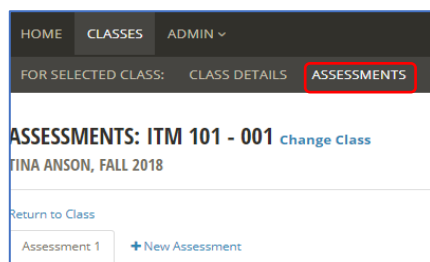 HOME CLASSES ADMIN
FOR SELECTED CLASS: CLASS DETAILS ASSESSMENTS
ASSESSMENTS: ITM 101 - 001 Change Class
TINA ANSON, FALL 2018
Return to Class
Assessment 1 +New Assessment